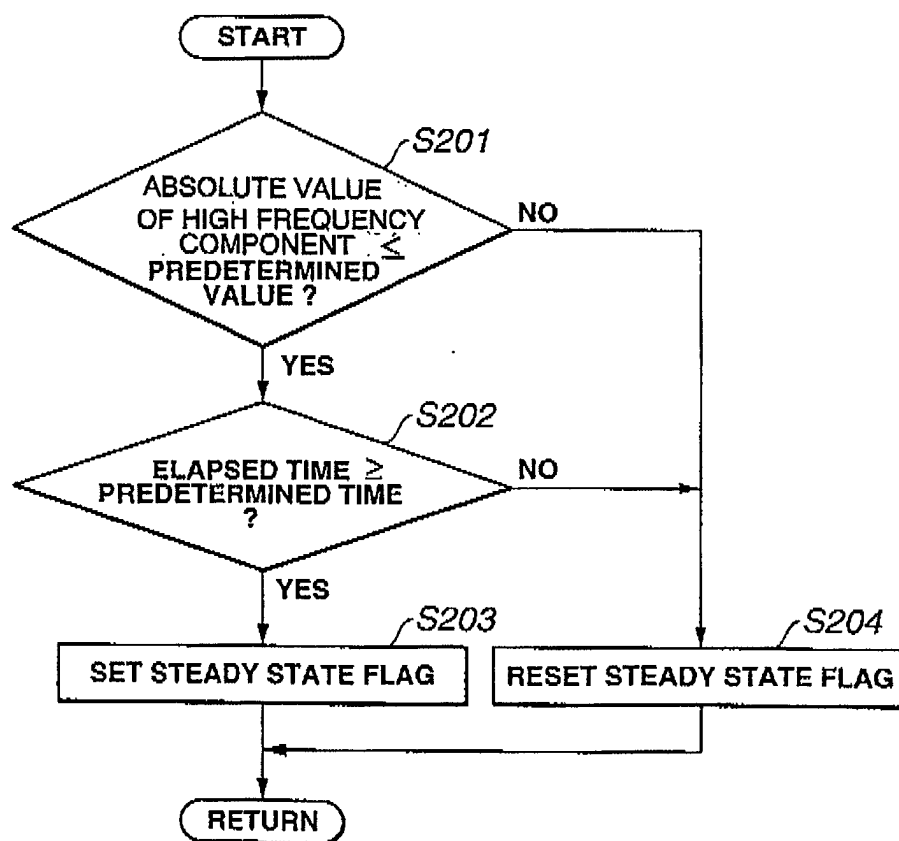 START
S201
ABSOLUTE VALUE
OF HIGH FREQUENCY
COMPONENT ≤
PREDETERMINED
VALUE ?
NO
YES
S202
ELAPSED TIME ≥
PREDETERMINED TIME
?
NO
YES
S203
SET STEADY STATE FLAG
S204
RESET STEADY STATE FLAG
RETURN